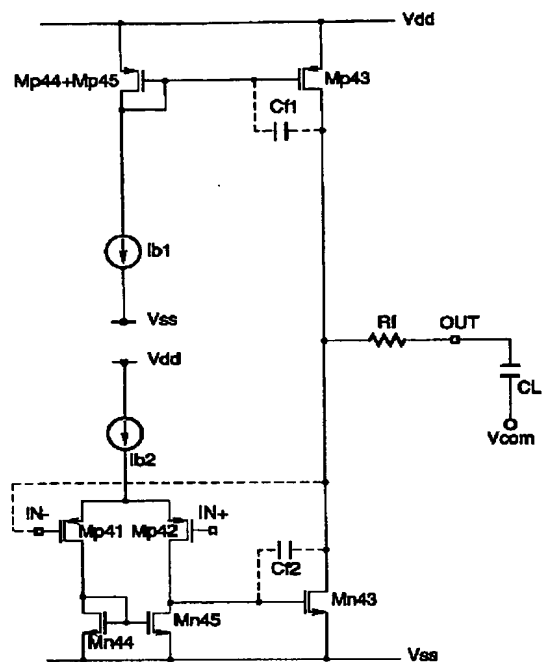 Vdd
Mp44+Mp45
Mp43
Cf1
Ib1
Vss
Vdd
Rf
OUT
CL
Vcom
Ib2
IN-
Mp41
Mp42
IN+
Cf2
Mn43
Mn45
Mn44
Vss